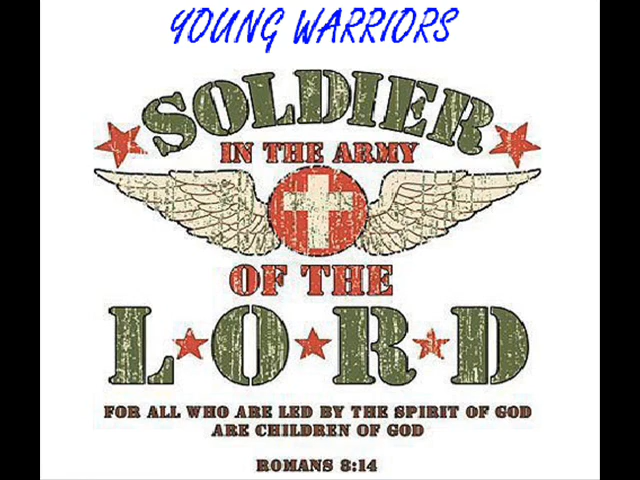 YOUNG WARRIORS
SOLDIER
IN THE ARMY
OF THE
L★O★R★D
FOR ALL WHO ARE LED BY THE SPIRIT OF GOD
ARE CHILDREN OF GOD
ROMANS 8:14